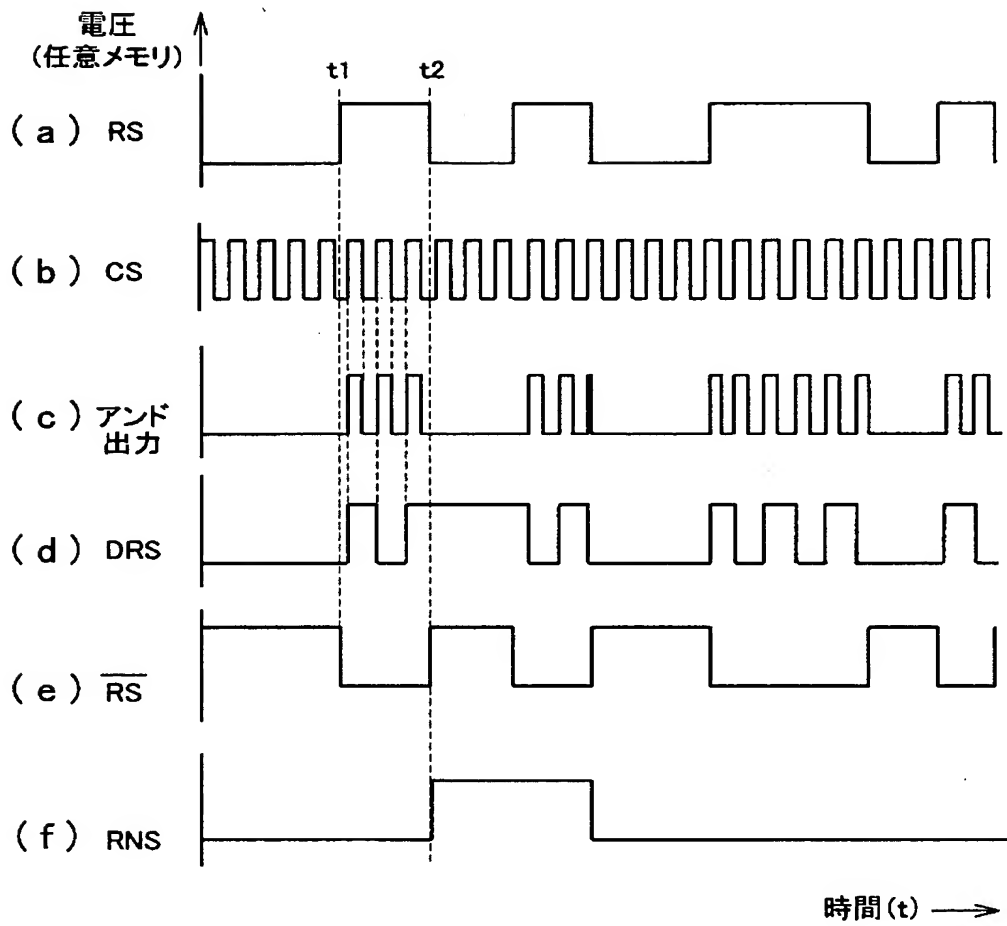 電圧
(任意メモリ)
t1
t2
(a) RS
(b) CS
(c) アンド
出力
(d) DRS
(e) R̅S̅
(f) RNS
時間(t)